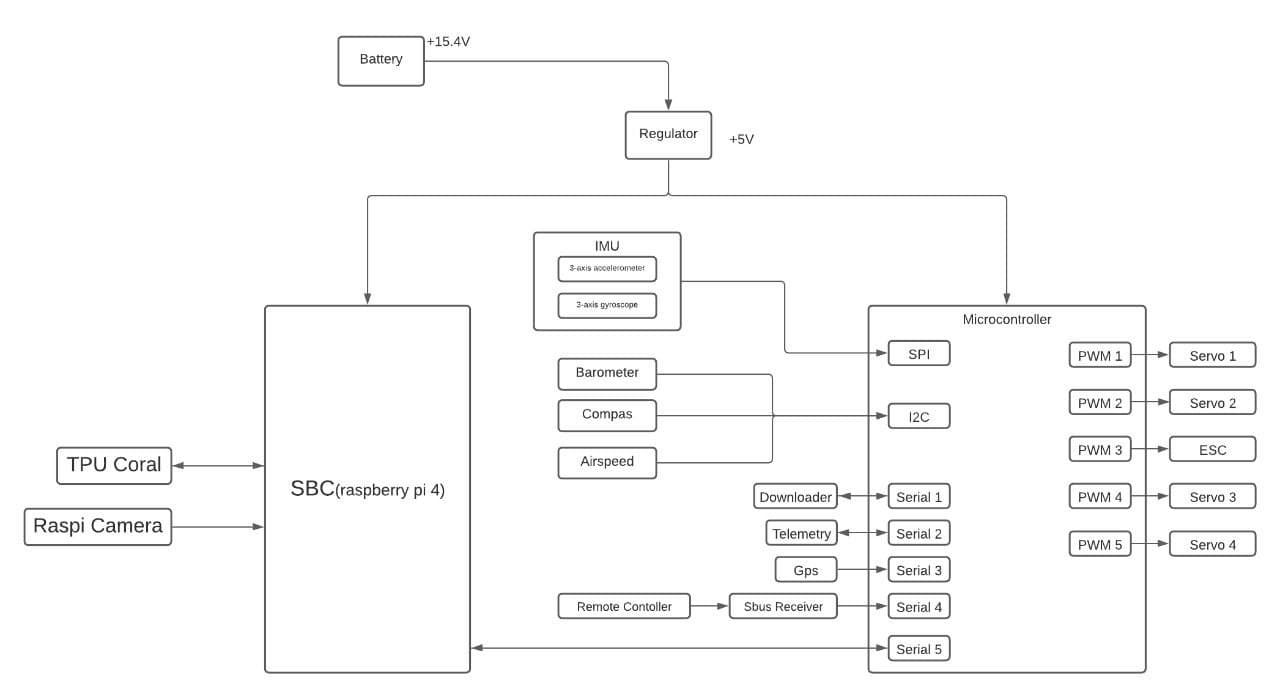 Battery
+15.4V
Regulator
+5V
IMU
3-axis accelerometer
3-axis gyroscope
Microcontroller
SPI
PWM 1
Servo 1
Barometer
Compas
I2C
PWM 2
Servo 2
Airspeed
PWM 3
ESC
TPU Coral
SBC(raspberry pi 4)
Raspi Camera
Downloader
Serial 1
PWM 4
Servo 3
Telemetry
Serial 2
PWM 5
Servo 4
Gps
Serial 3
Remote Contoller
Sbus Receiver
Serial 4
Serial 5